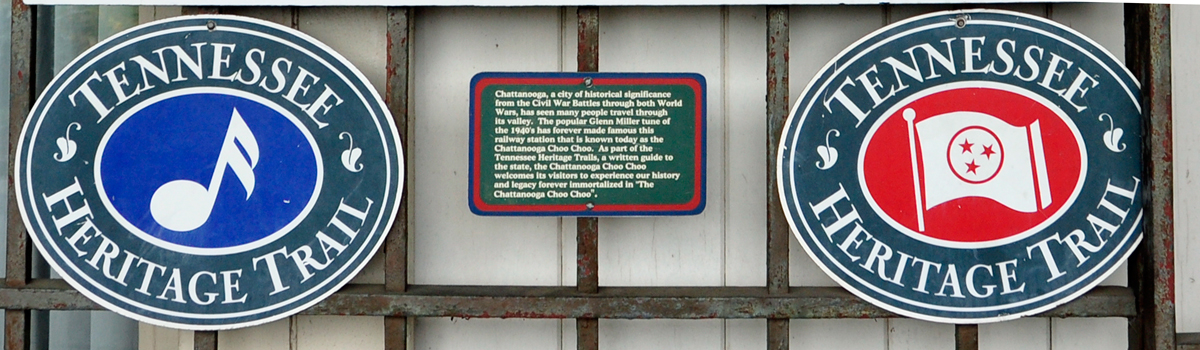 TENNESSEE
HERITAGE TRAIL
Chattanooga, a city of historical significance
from the Civil War Battles through both World
Wars, has seen many people travel through
its valley. The popular Glenn Miller tune of
the 1940's has forever made famous this
railway station that is known today as the
Chattanooga Choo Choo. As part of the
Tennessee Heritage Trails, a written guide to
the state, the Chattanooga Choo Choo
welcomes its visitors to experience our history
and legacy forever immortalized in "The
Chattanooga Choo Choo".
TENNESSEE
HERITAGE TRAIL